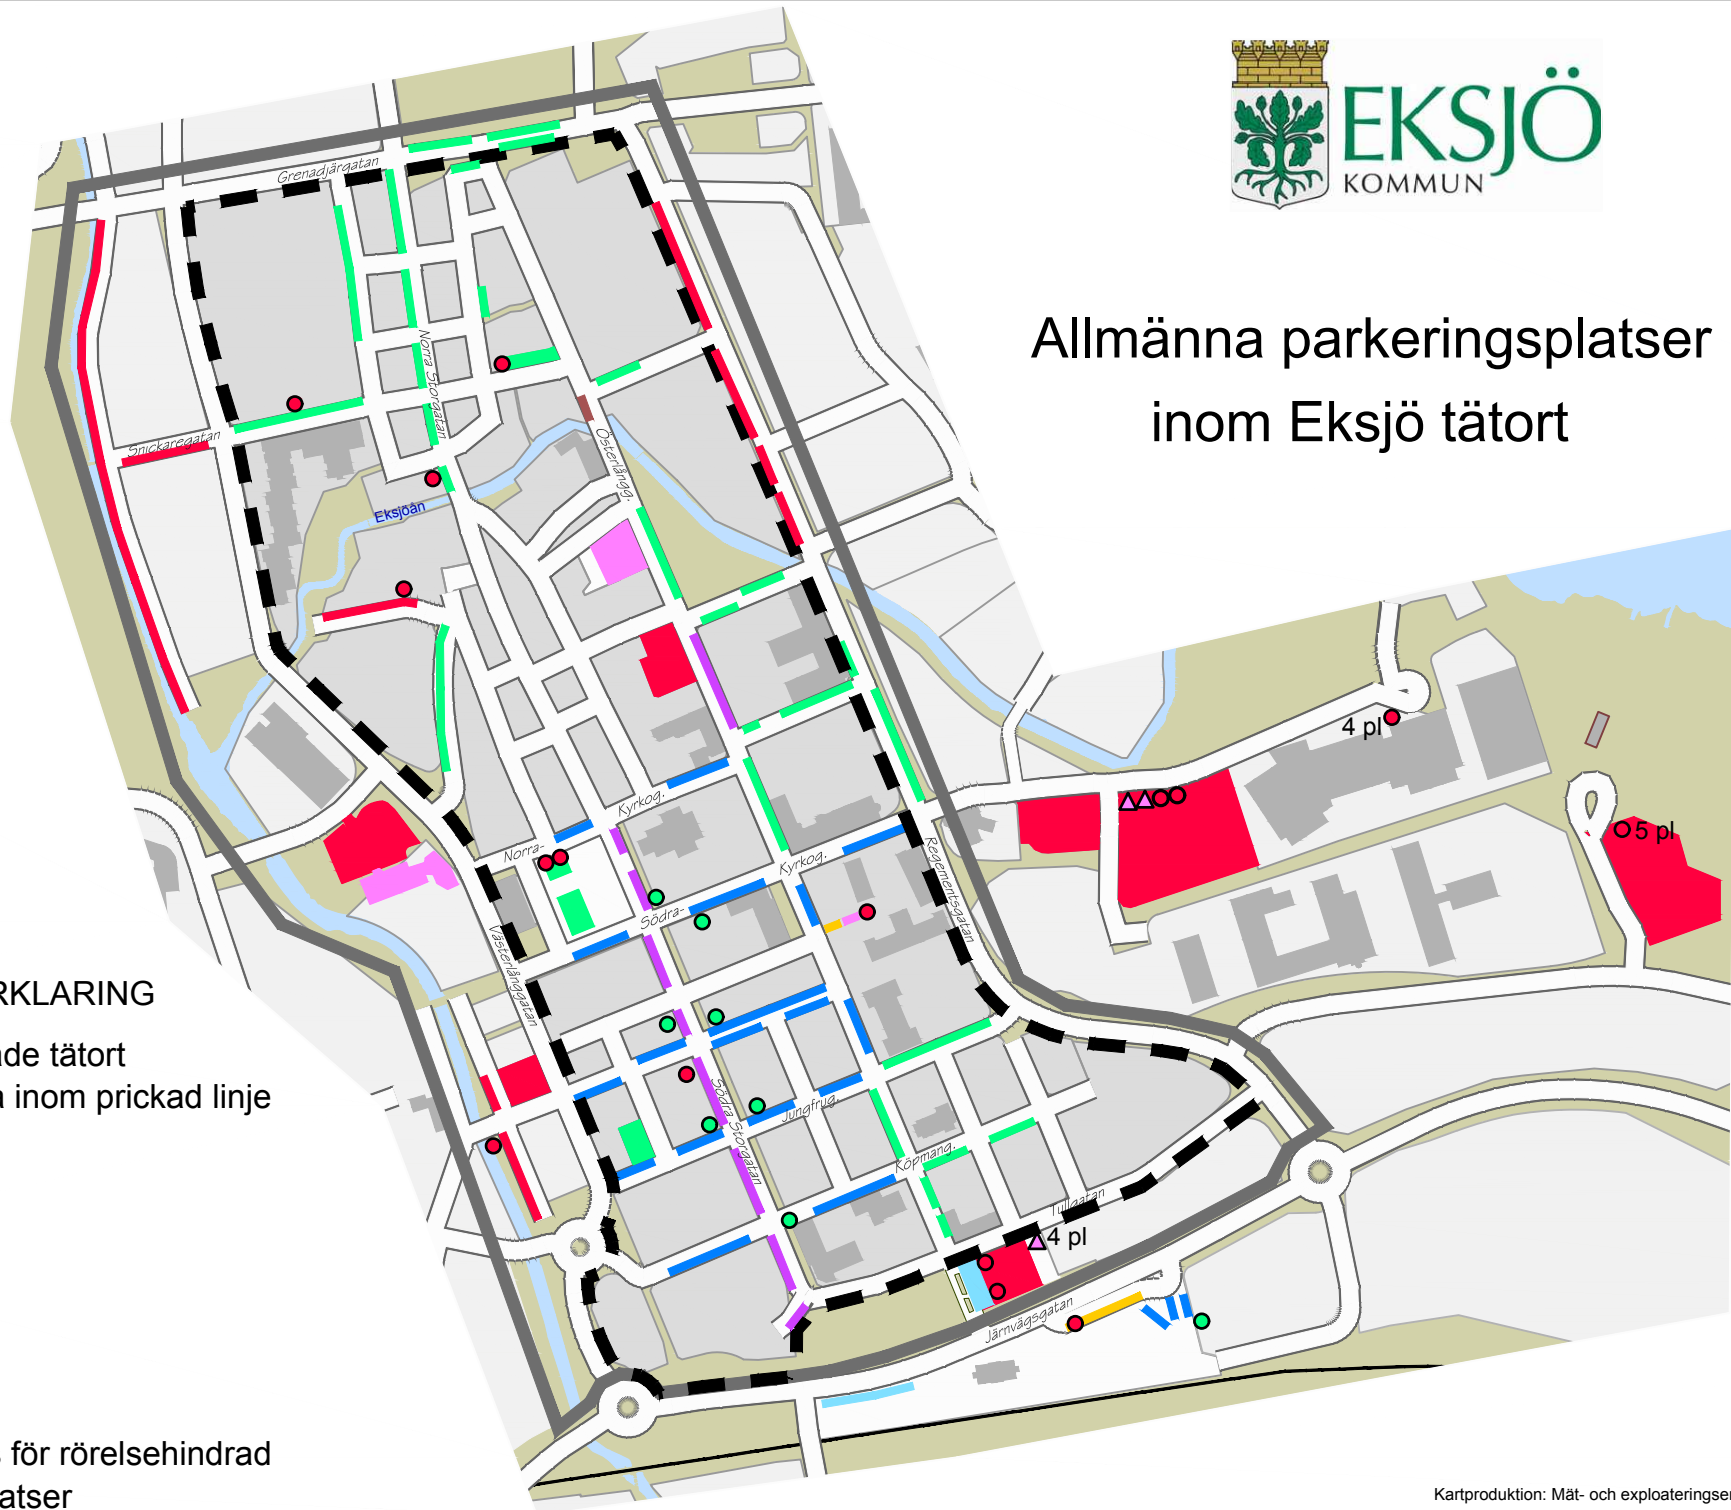 EKSJÖ
KOMMUN
Allmänna parkeringsplatser
inom Eksjö tätort
Grenadjärgatan
Norra Storgatan
Snickaregatan
Österlångg.
Eksjöån
4 pl
5 pl
Kyrkog.
Norra-
Kyrkog.
Södra-
Regementsgatan
Västerlånggatan
Södra Storgatan
Jungfrug.
Köpmang.
Tullgatan
4 pl
Järnvägsgatan
RKLARING
de tätort
inom prickad linje
för rörelsehindrad
atser
Kartproduktion: Mät- och exploateringse